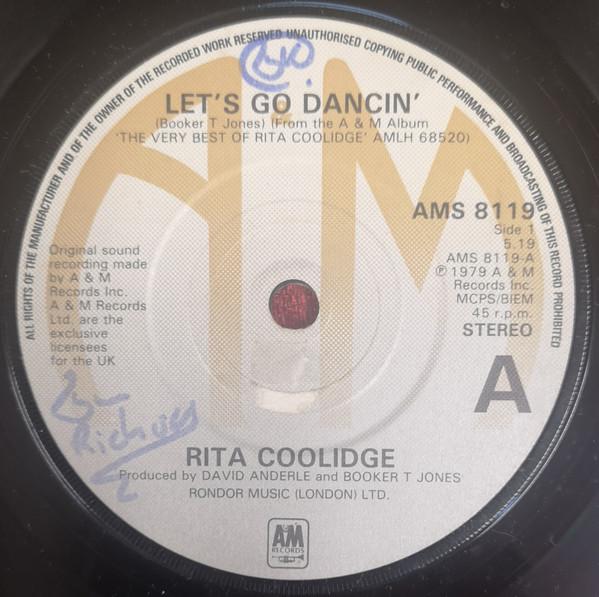 ALL RIGHTS OF THE MANUFACTURER AND OF THE OWNER OF THE RECORDED WORK RESERVED UNAUTHORISED COPYING PUBLIC PERFORMANCE AND BROADCASTING OF THIS RECORD PROHIBITED
LET'S GO DANCIN'
(Booker T Jones) (From the A & M Album
'THE VERY BEST OF RITA COOLIDGE' AMLH 68520)
AMS 8119
Side 1
5.19
AMS 8119-A
℗ 1979 A & M
Records Inc.
MCPS/BIEM
45 r.p.m.
STEREO
Original sound
recording made
by A & M
Records Inc.
A & M Records
Ltd. are the
exclusive
licensees
for the UK
A
Richard
RITA COOLIDGE
Produced by DAVID ANDERLE and BOOKER T JONES
RONDOR MUSIC (LONDON) LTD.
AM
RECORDS